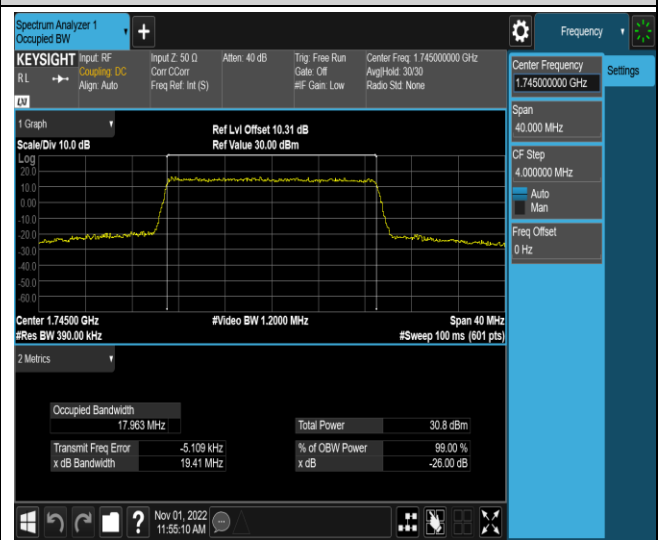 Spectrum Analyzer 1
Occupied BW
Frequency
KEYSIGHT
RL
LXI
Input: RF
Coupling: DC
Align: Auto
Input Z: 50 Ω
Corr CCorr
Freq Ref: Int (S)
Atten: 40 dB
Trig: Free Run
Gate: Off
#IF Gain: Low
Center Freq: 1.745000000 GHz
Avg|Hold: 30/30
Radio Std: None
Center Frequency
1.745000000 GHz
Settings
Span
40.000 MHz
CF Step
4.000000 MHz
Auto
Man
Freq Offset
0 Hz
1 Graph
Scale/Div 10.0 dB
Ref Lvl Offset 10.31 dB
Ref Value 30.00 dBm
Log
20.0
10.0
0.00
-10.0
-20.0
-30.0
-40.0
-50.0
-60.0
Center 1.74500 GHz
#Res BW 390.00 kHz
#Video BW 1.2000 MHz
Span 40 MHz
#Sweep 100 ms (601 pts)
2 Metrics
Occupied Bandwidth
17.963 MHz
Total Power 30.8 dBm
Transmit Freq Error -5.109 kHz
% of OBW Power 99.00 %
x dB Bandwidth 19.41 MHz
x dB -26.00 dB
?
Nov 01, 2022
11:55:10 AM